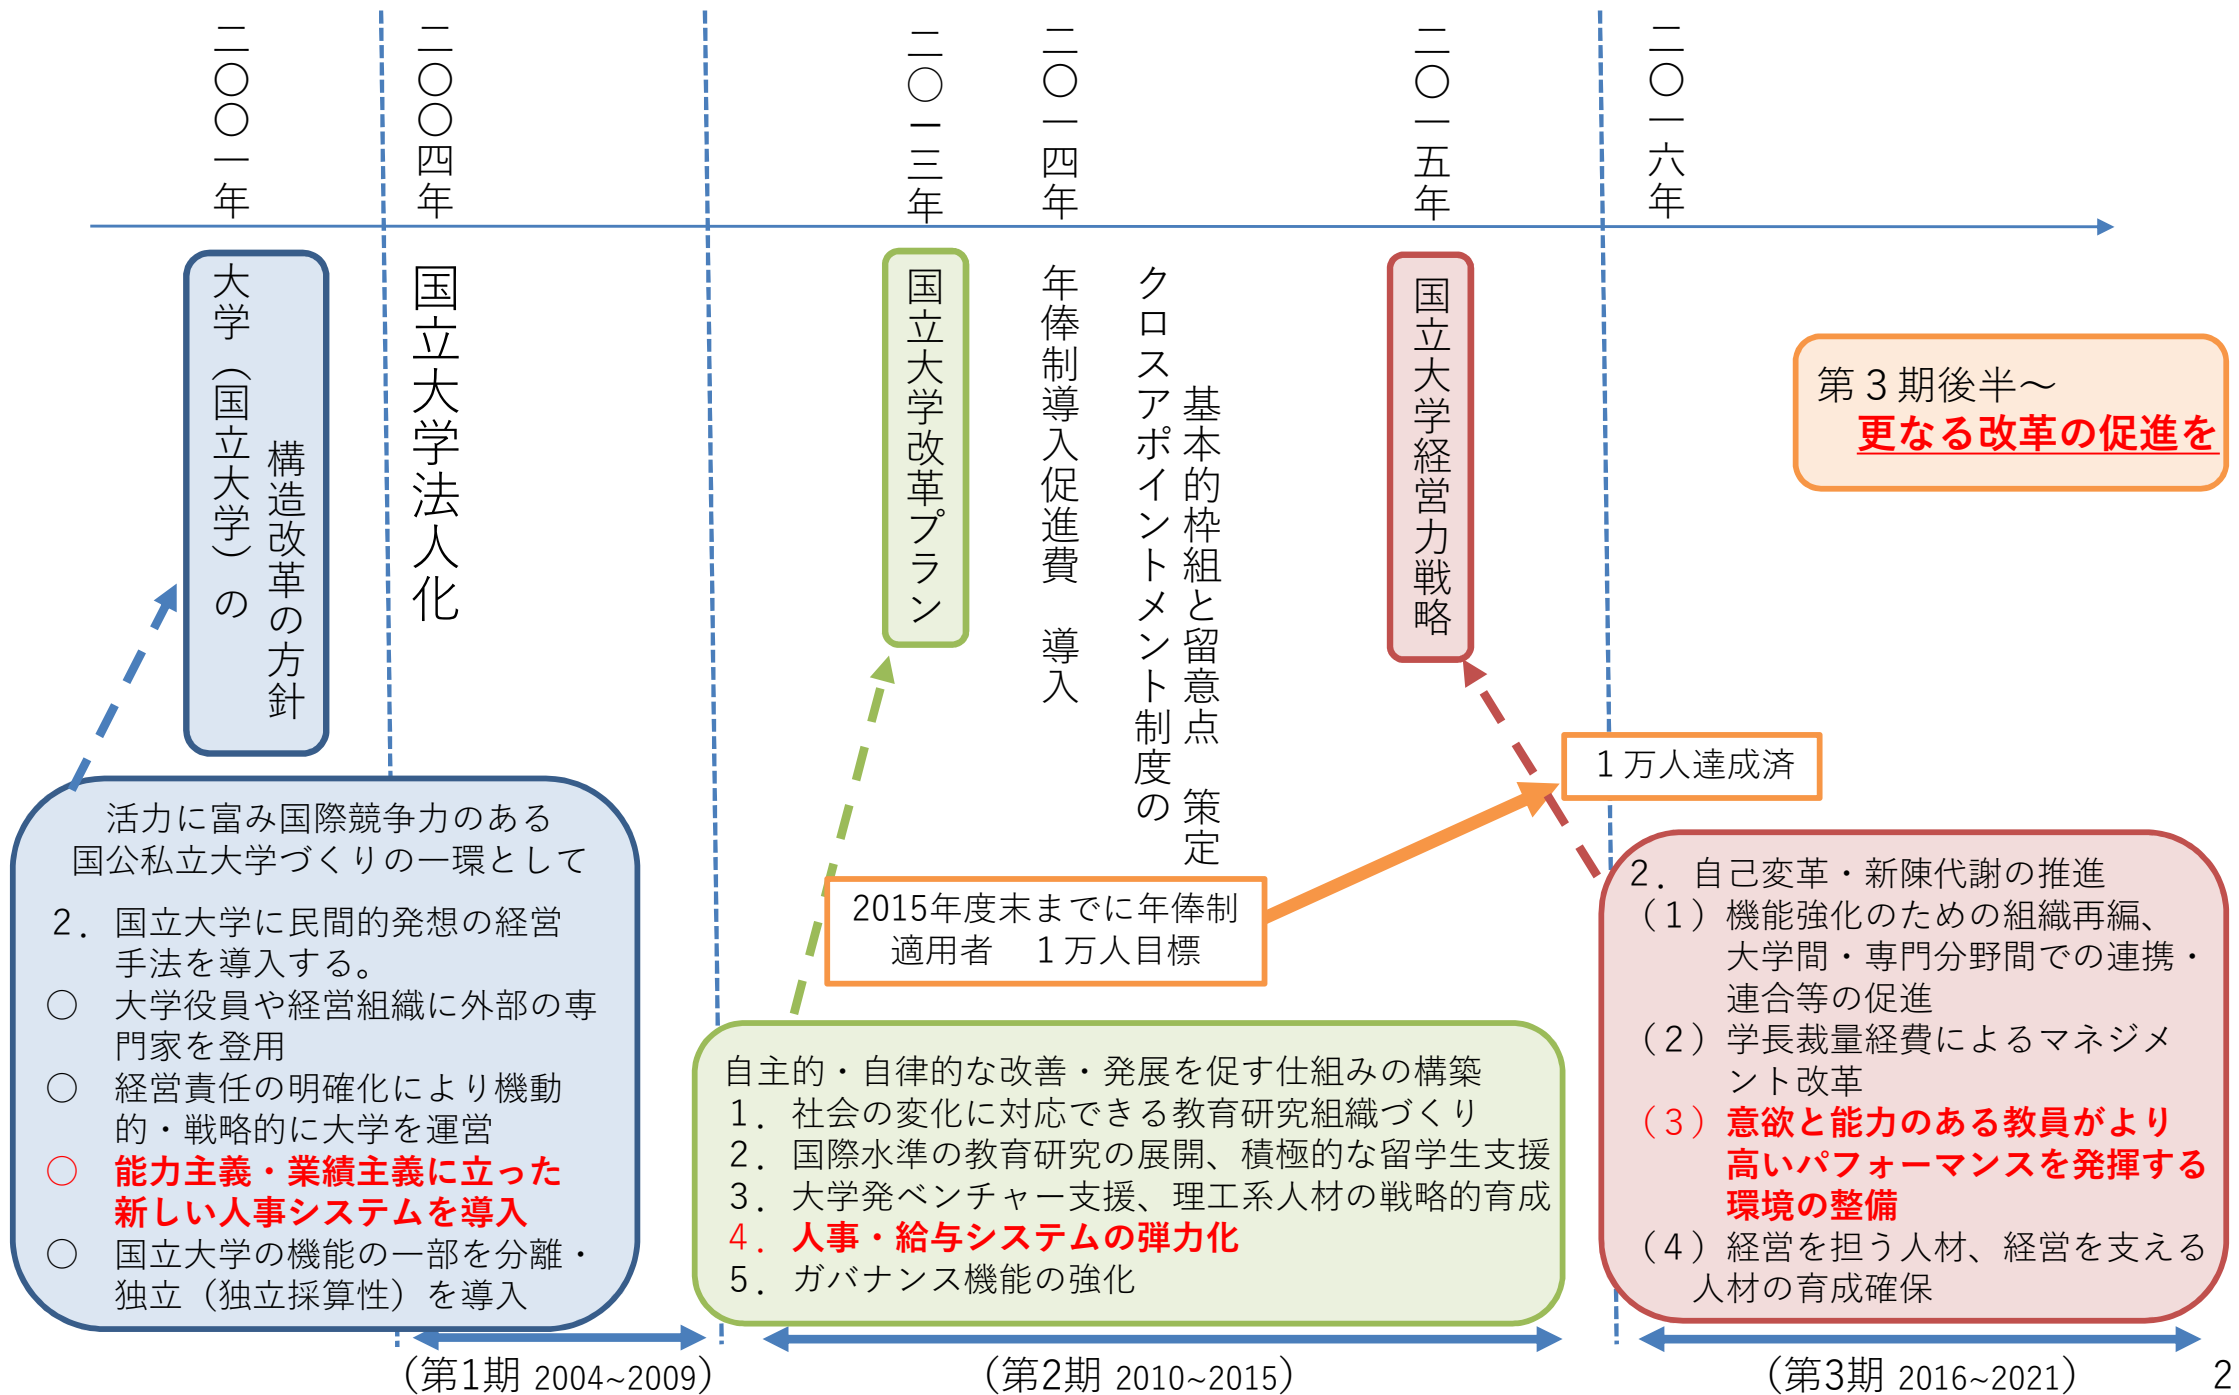 二〇〇一年
二〇〇四年
二〇一三年
二〇一四年
二〇一五年
二〇一六年
大学（国立大学）の
構造改革の方針
国立大学法人化
国立大学改革プラン
年俸制導入促進費　導入
クロスアポイントメント制度の
基本的枠組と留意点　策定
国立大学経営力戦略
第３期後半～
更なる改革の促進を
１万人達成済
2015年度末までに年俸制
適用者　１万人目標
活力に富み国際競争力のある
国公私立大学づくりの一環として
２．国立大学に民間的発想の経営
手法を導入する。
○　大学役員や経営組織に外部の専
門家を登用
○　経営責任の明確化により機動
的・戦略的に大学を運営
○　能力主義・業績主義に立った
新しい人事システムを導入
○　国立大学の機能の一部を分離・
独立（独立採算性）を導入
自主的・自律的な改善・発展を促す仕組みの構築
１．社会の変化に対応できる教育研究組織づくり
２．国際水準の教育研究の展開、積極的な留学生支援
３．大学発ベンチャー支援、理工系人材の戦略的育成
４．人事・給与システムの弾力化
５．ガバナンス機能の強化
２．自己変革・新陳代謝の推進
（１）機能強化のための組織再編、
大学間・専門分野間での連携・
連合等の促進
（２）学長裁量経費によるマネジメ
ント改革
（３）意欲と能力のある教員がより
高いパフォーマンスを発揮する
環境の整備
（４）経営を担う人材、経営を支える
人材の育成確保
（第1期 2004~2009）
（第2期 2010~2015）
（第3期 2016~2021）
2